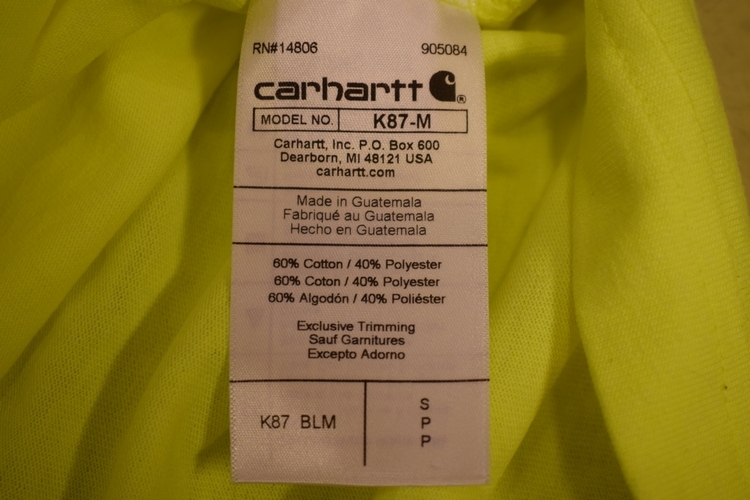 RN#14806 905084
carhartt ®
MODEL NO. K87-M
Carhartt, Inc. P.O. Box 600
Dearborn, MI 48121 USA
carhartt.com
Made in Guatemala
Fabriqué au Guatemala
Hecho en Guatemala
60% Cotton / 40% Polyester
60% Coton / 40% Polyester
60% Algodón / 40% Poliéster
Exclusive Trimming
Sauf Garnitures
Excepto Adorno
K87 BLM
S
P
P